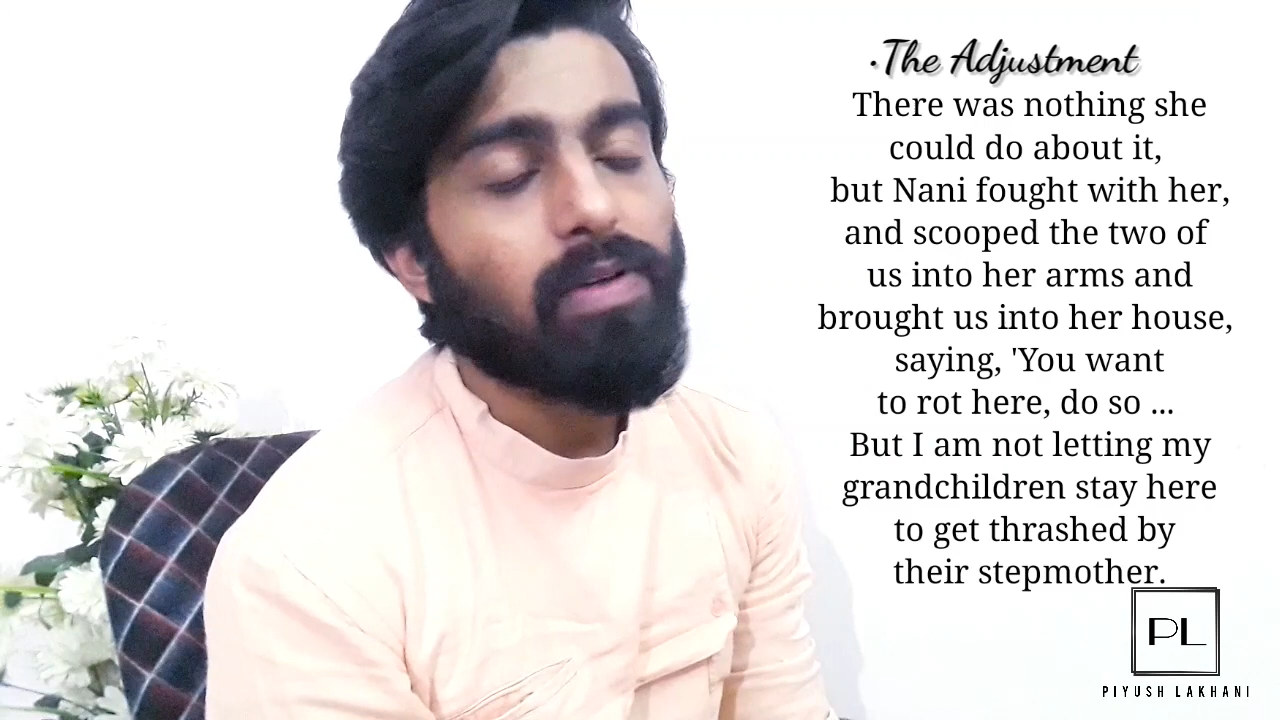 ·The Adjustment
There was nothing she
could do about it,
but Nani fought with her,
and scooped the two of
us into her arms and
brought us into her house,
saying, 'You want
to rot here, do so ...
But I am not letting my
grandchildren stay here
to get thrashed by
their stepmother.
PL
PIYUSH LAKHANI